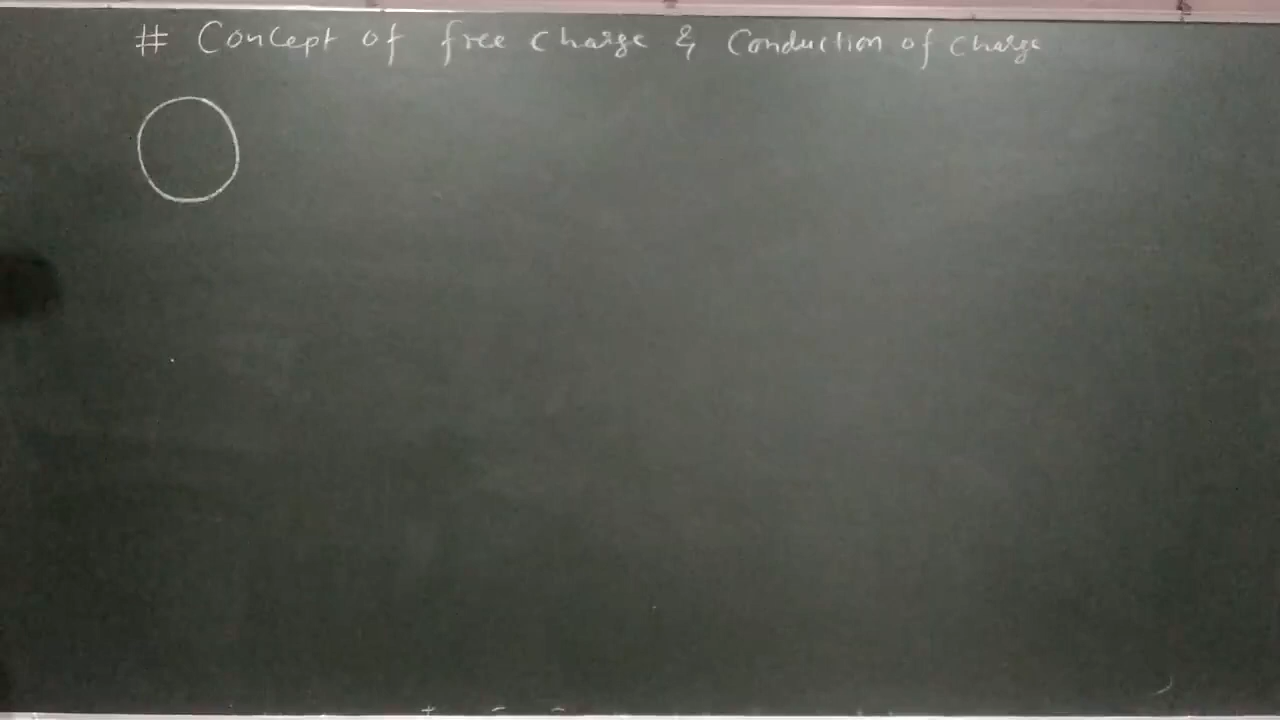 # Concept of free charge & Conduction of charge
+ - -